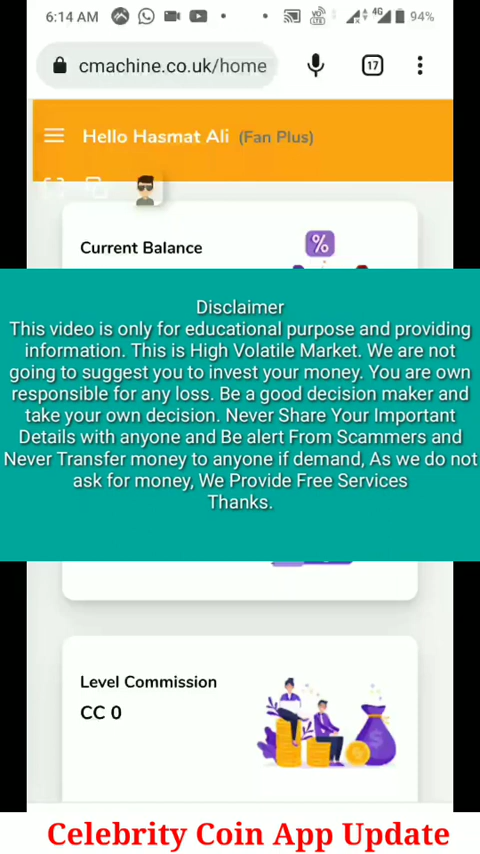 6:14 AM
4G
94%
cmachine.co.uk/home
17
Hello Hasmat Ali (Fan Plus)
Current Balance
%
Disclaimer
This video is only for educational purpose and providing
information. This is High Volatile Market. We are not
going to suggest you to invest your money. You are own
responsible for any loss. Be a good decision maker and
take your own decision. Never Share Your Important
Details with anyone and Be alert From Scammers and
Never Transfer money to anyone if demand, As we do not
ask for money, We Provide Free Services
Thanks.
Level Commission
CC 0
Celebrity Coin App Update